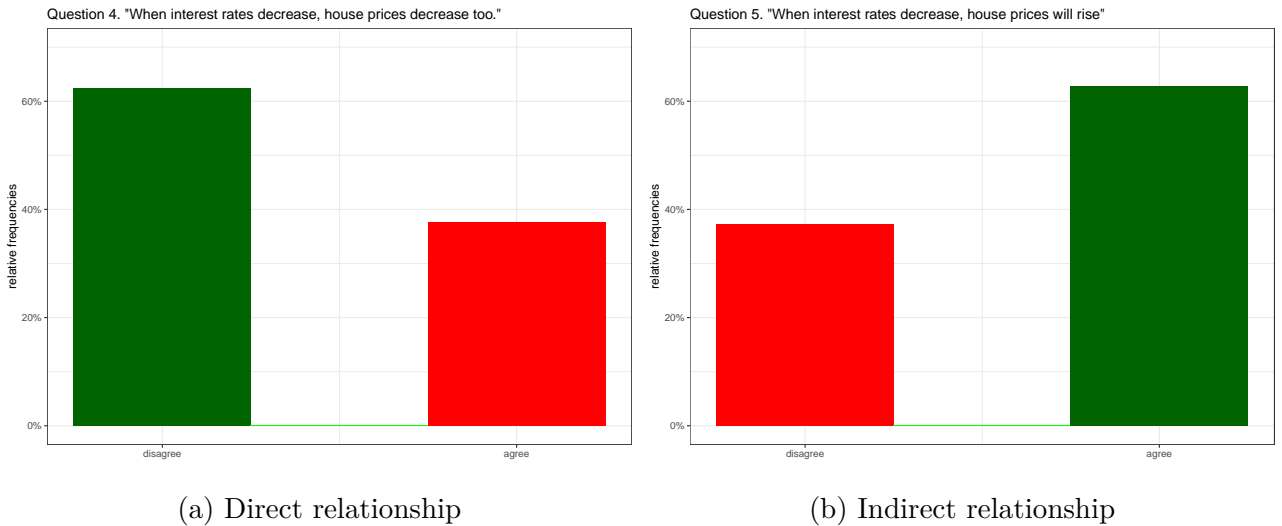 Question 4. "When interest rates decrease, house prices decrease too."
relative frequencies
60%
40%
20%
0%
disagree agree
(a) Direct relationship
Question 5. "When interest rates decrease, house prices will rise"
relative frequencies
60%
40%
20%
0%
disagree agree
(b) Indirect relationship